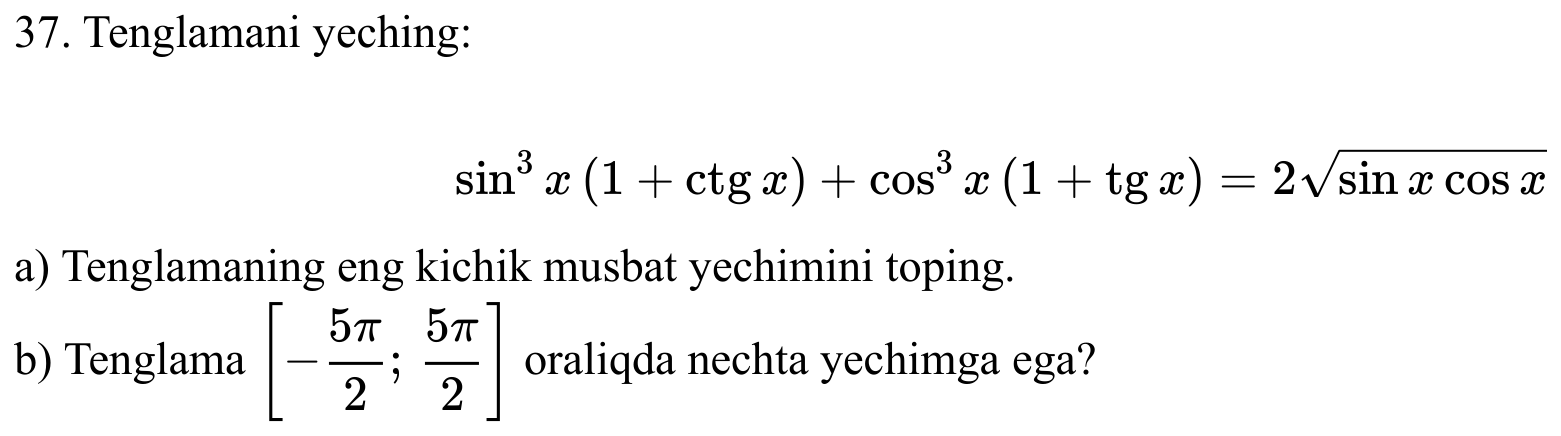 37. Tenglamani yeching:
sin³ x (1 + ctg x) + cos³ x (1 + tg x) = 2√(sin x cos x)
a) Tenglamaning eng kichik musbat yechimini toping.
b) Tenglama [−5π/2; 5π/2] oraliqda nechta yechimga ega?